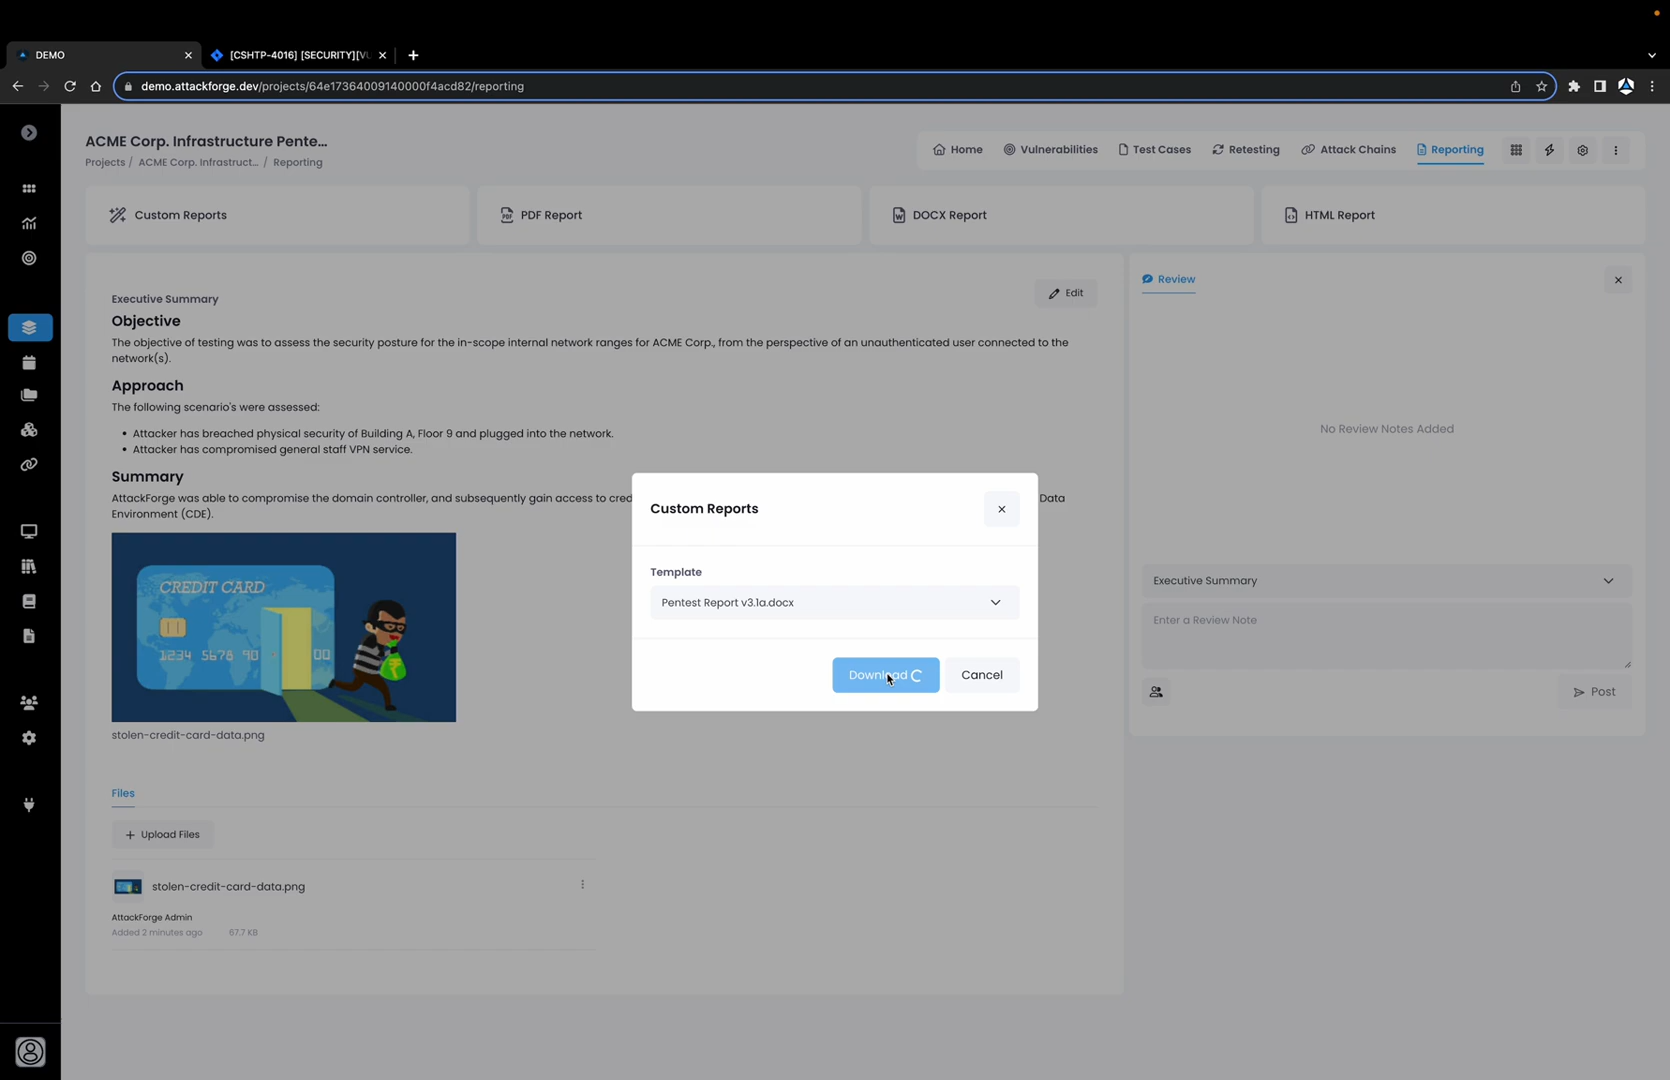 DEMO
[CSHTP-4016] [SECURITY][VU
demo.attackforge.dev/projects/64e17364009140000f4acd82/reporting
ACME Corp. Infrastructure Pente...
Projects / ACME Corp. Infrastruct... / Reporting
Home
Vulnerabilities
Test Cases
Retesting
Attack Chains
Reporting
Custom Reports
PDF Report
DOCX Report
HTML Report
Executive Summary
Edit
Objective
The objective of testing was to assess the security posture for the in-scope internal network ranges for ACME Corp., from the perspective of an unauthenticated user connected to the
network(s).
Approach
The following scenario's were assessed:
• Attacker has breached physical security of Building A, Floor 9 and plugged into the network.
• Attacker has compromised general staff VPN service.
Summary
AttackForge was able to compromise the domain controller, and subsequently gain access to cred
Data
Environment (CDE).
CREDIT CARD
1234 5678 90
00
stolen-credit-card-data.png
Files
+ Upload Files
stolen-credit-card-data.png
AttackForge Admin
Added 2 minutes ago 67.7 KB
Custom Reports
Template
Pentest Report v3.1a.docx
Download
Cancel
Review
No Review Notes Added
Executive Summary
Enter a Review Note
Post